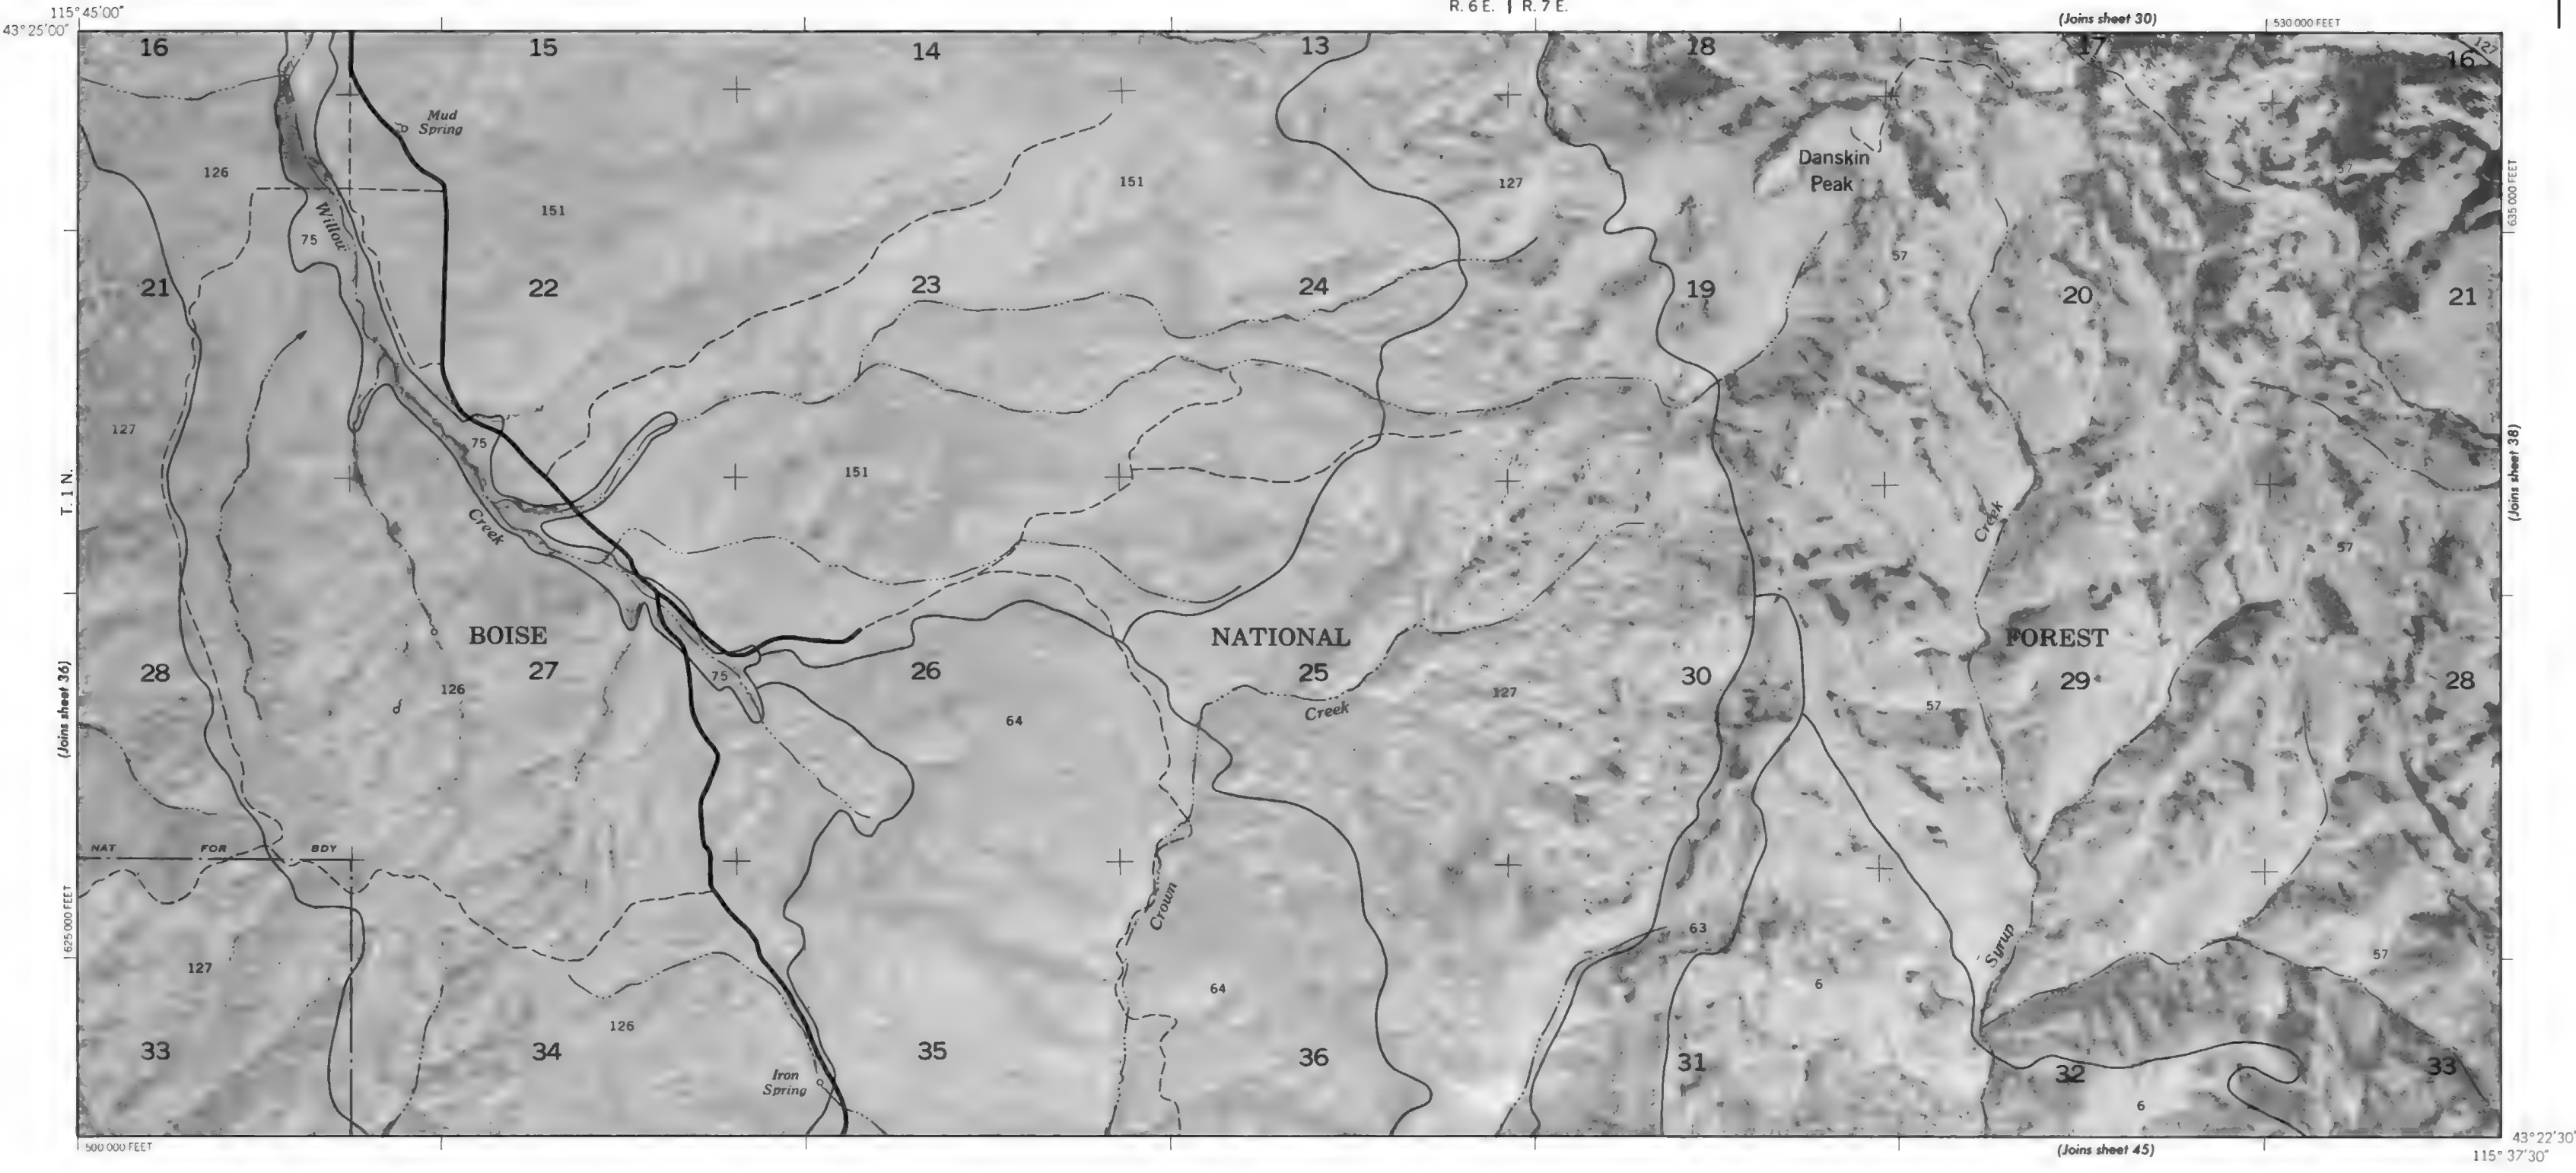 R. 6 E. | R. 7 E.
115° 45' 00"
(Joins sheet 30)
530 000 FEET
43° 25' 00"
16
15
14
13
18
17
16
127
Mud
Spring
Danskin
Peak
126
151
151
127
57
635 000 FEET
Willow
75
57
21
22
23
24
19
20
21
127
75
151
T. 1 N.
(Joins sheet 38)
Creek
Creek
57
BOISE
NATIONAL
FOREST
(Joins sheet 36)
28
27
26
25
30
29
28
126
75
64
127
57
Creek
NAT FOR BDY
625 000 FEET
Crown
63
Syrup
57
127
64
6
126
33
34
35
36
31
32
33
Iron
Spring
6
500 000 FEET
(Joins sheet 45)
43° 22' 30"
115° 37' 30"